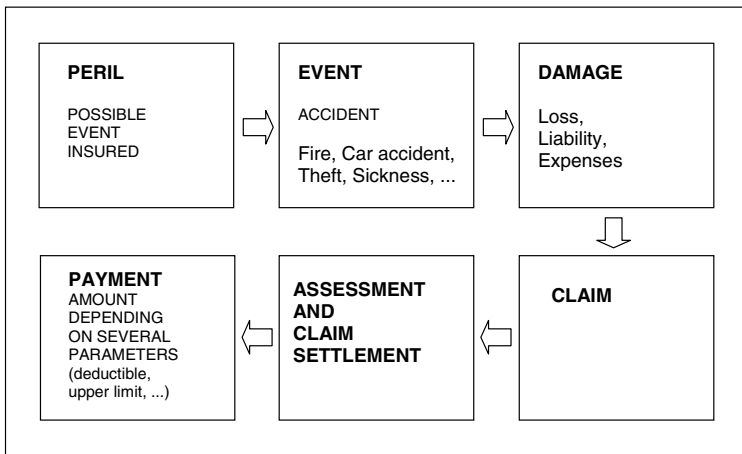 PERIL
POSSIBLE
EVENT
INSURED
EVENT
ACCIDENT
Fire, Car accident,
Theft, Sickness, ...
DAMAGE
Loss,
Liability,
Expenses
CLAIM
ASSESSMENT
AND
CLAIM
SETTLEMENT
PAYMENT
AMOUNT
DEPENDING
ON SEVERAL
PARAMETERS
(deductible,
upper limit, ...)